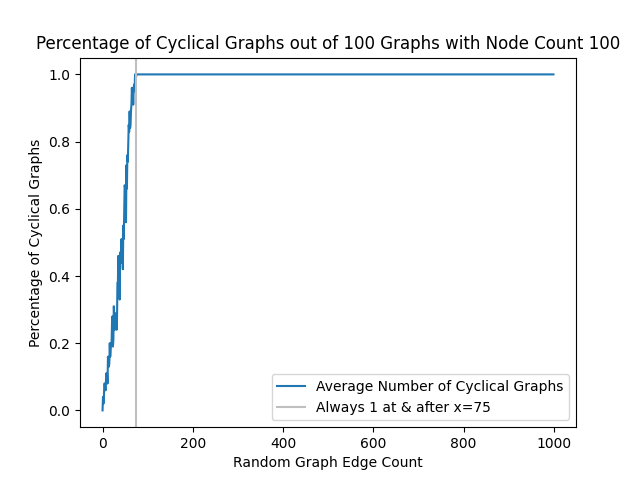 Percentage of Cyclical Graphs out of 100 Graphs with Node Count 100
Percentage of Cyclical Graphs
1.0
0.8
0.6
0.4
0.2
0.0
Average Number of Cyclical Graphs
Always 1 at & after x=75
0 200 400 600 800 1000
Random Graph Edge Count